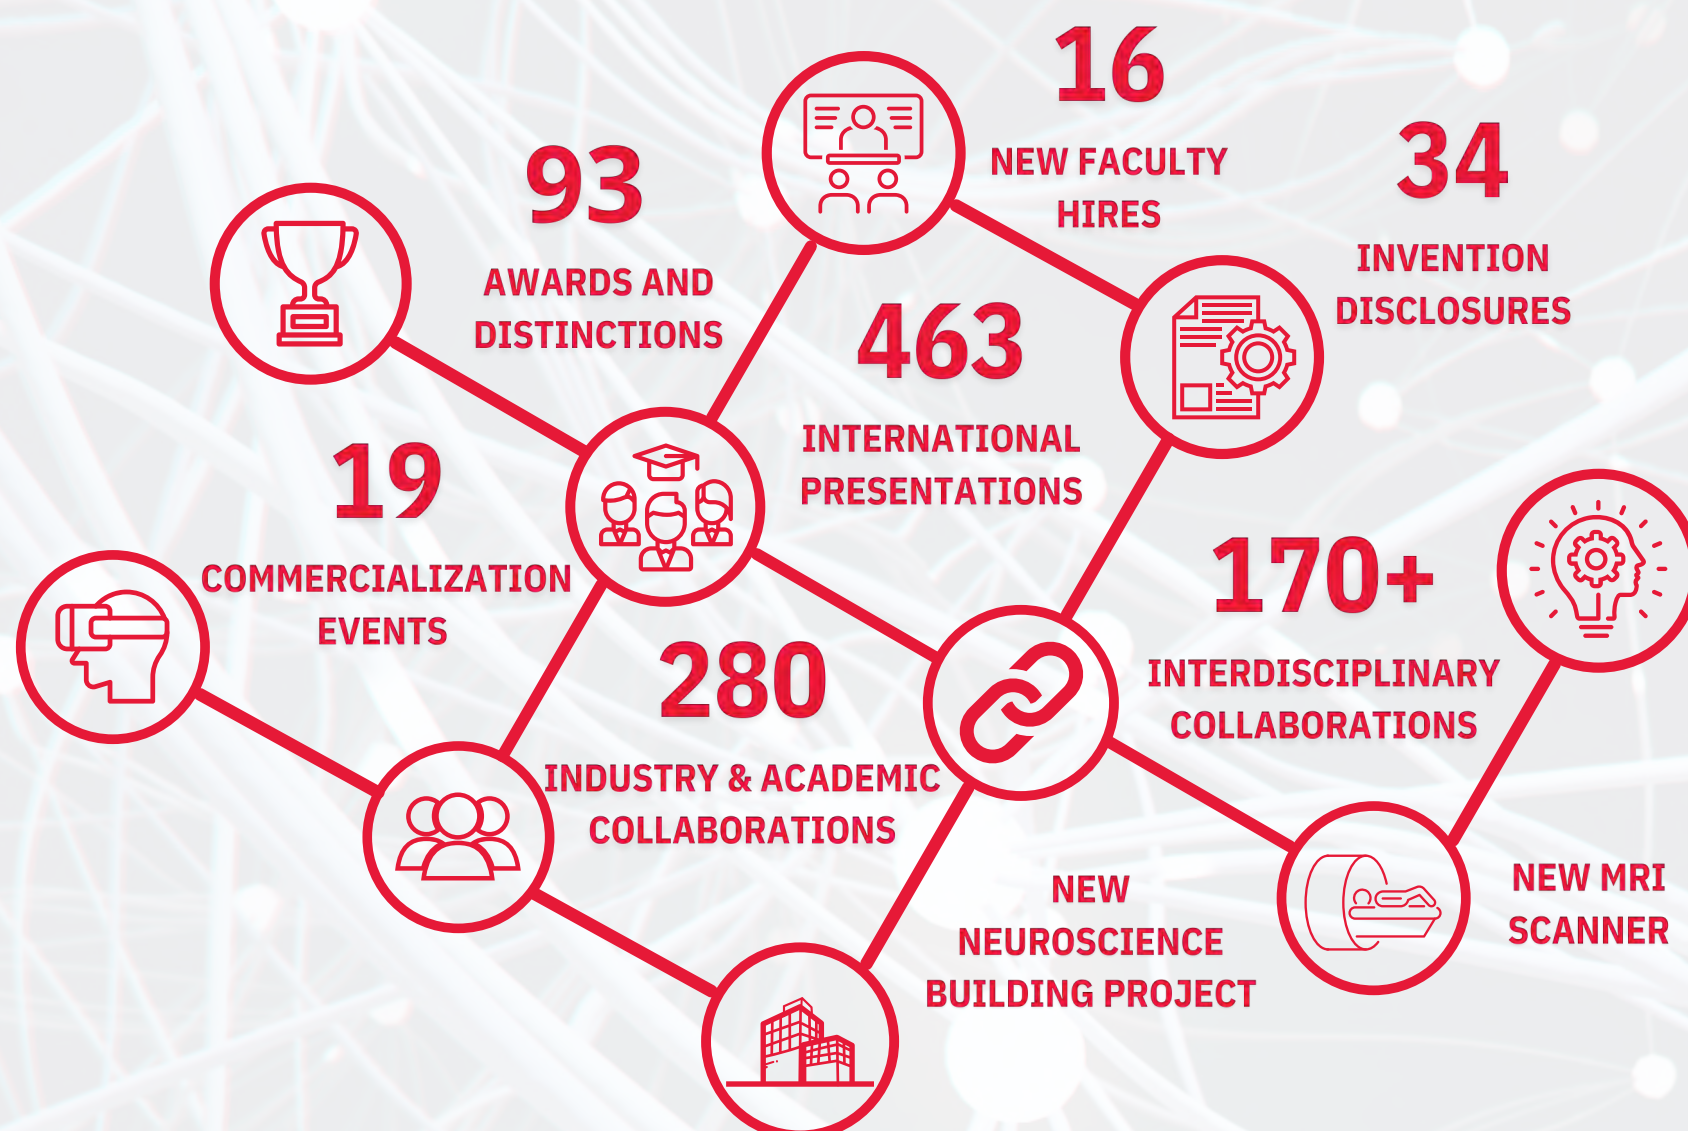 16
NEW FACULTY
HIRES
34
INVENTION
DISCLOSURES
93
AWARDS AND
DISTINCTIONS
463
INTERNATIONAL
PRESENTATIONS
19
COMMERCIALIZATION
EVENTS
170+
INTERDISCIPLINARY
COLLABORATIONS
280
INDUSTRY & ACADEMIC
COLLABORATIONS
NEW
NEUROSCIENCE
BUILDING PROJECT
NEW MRI
SCANNER